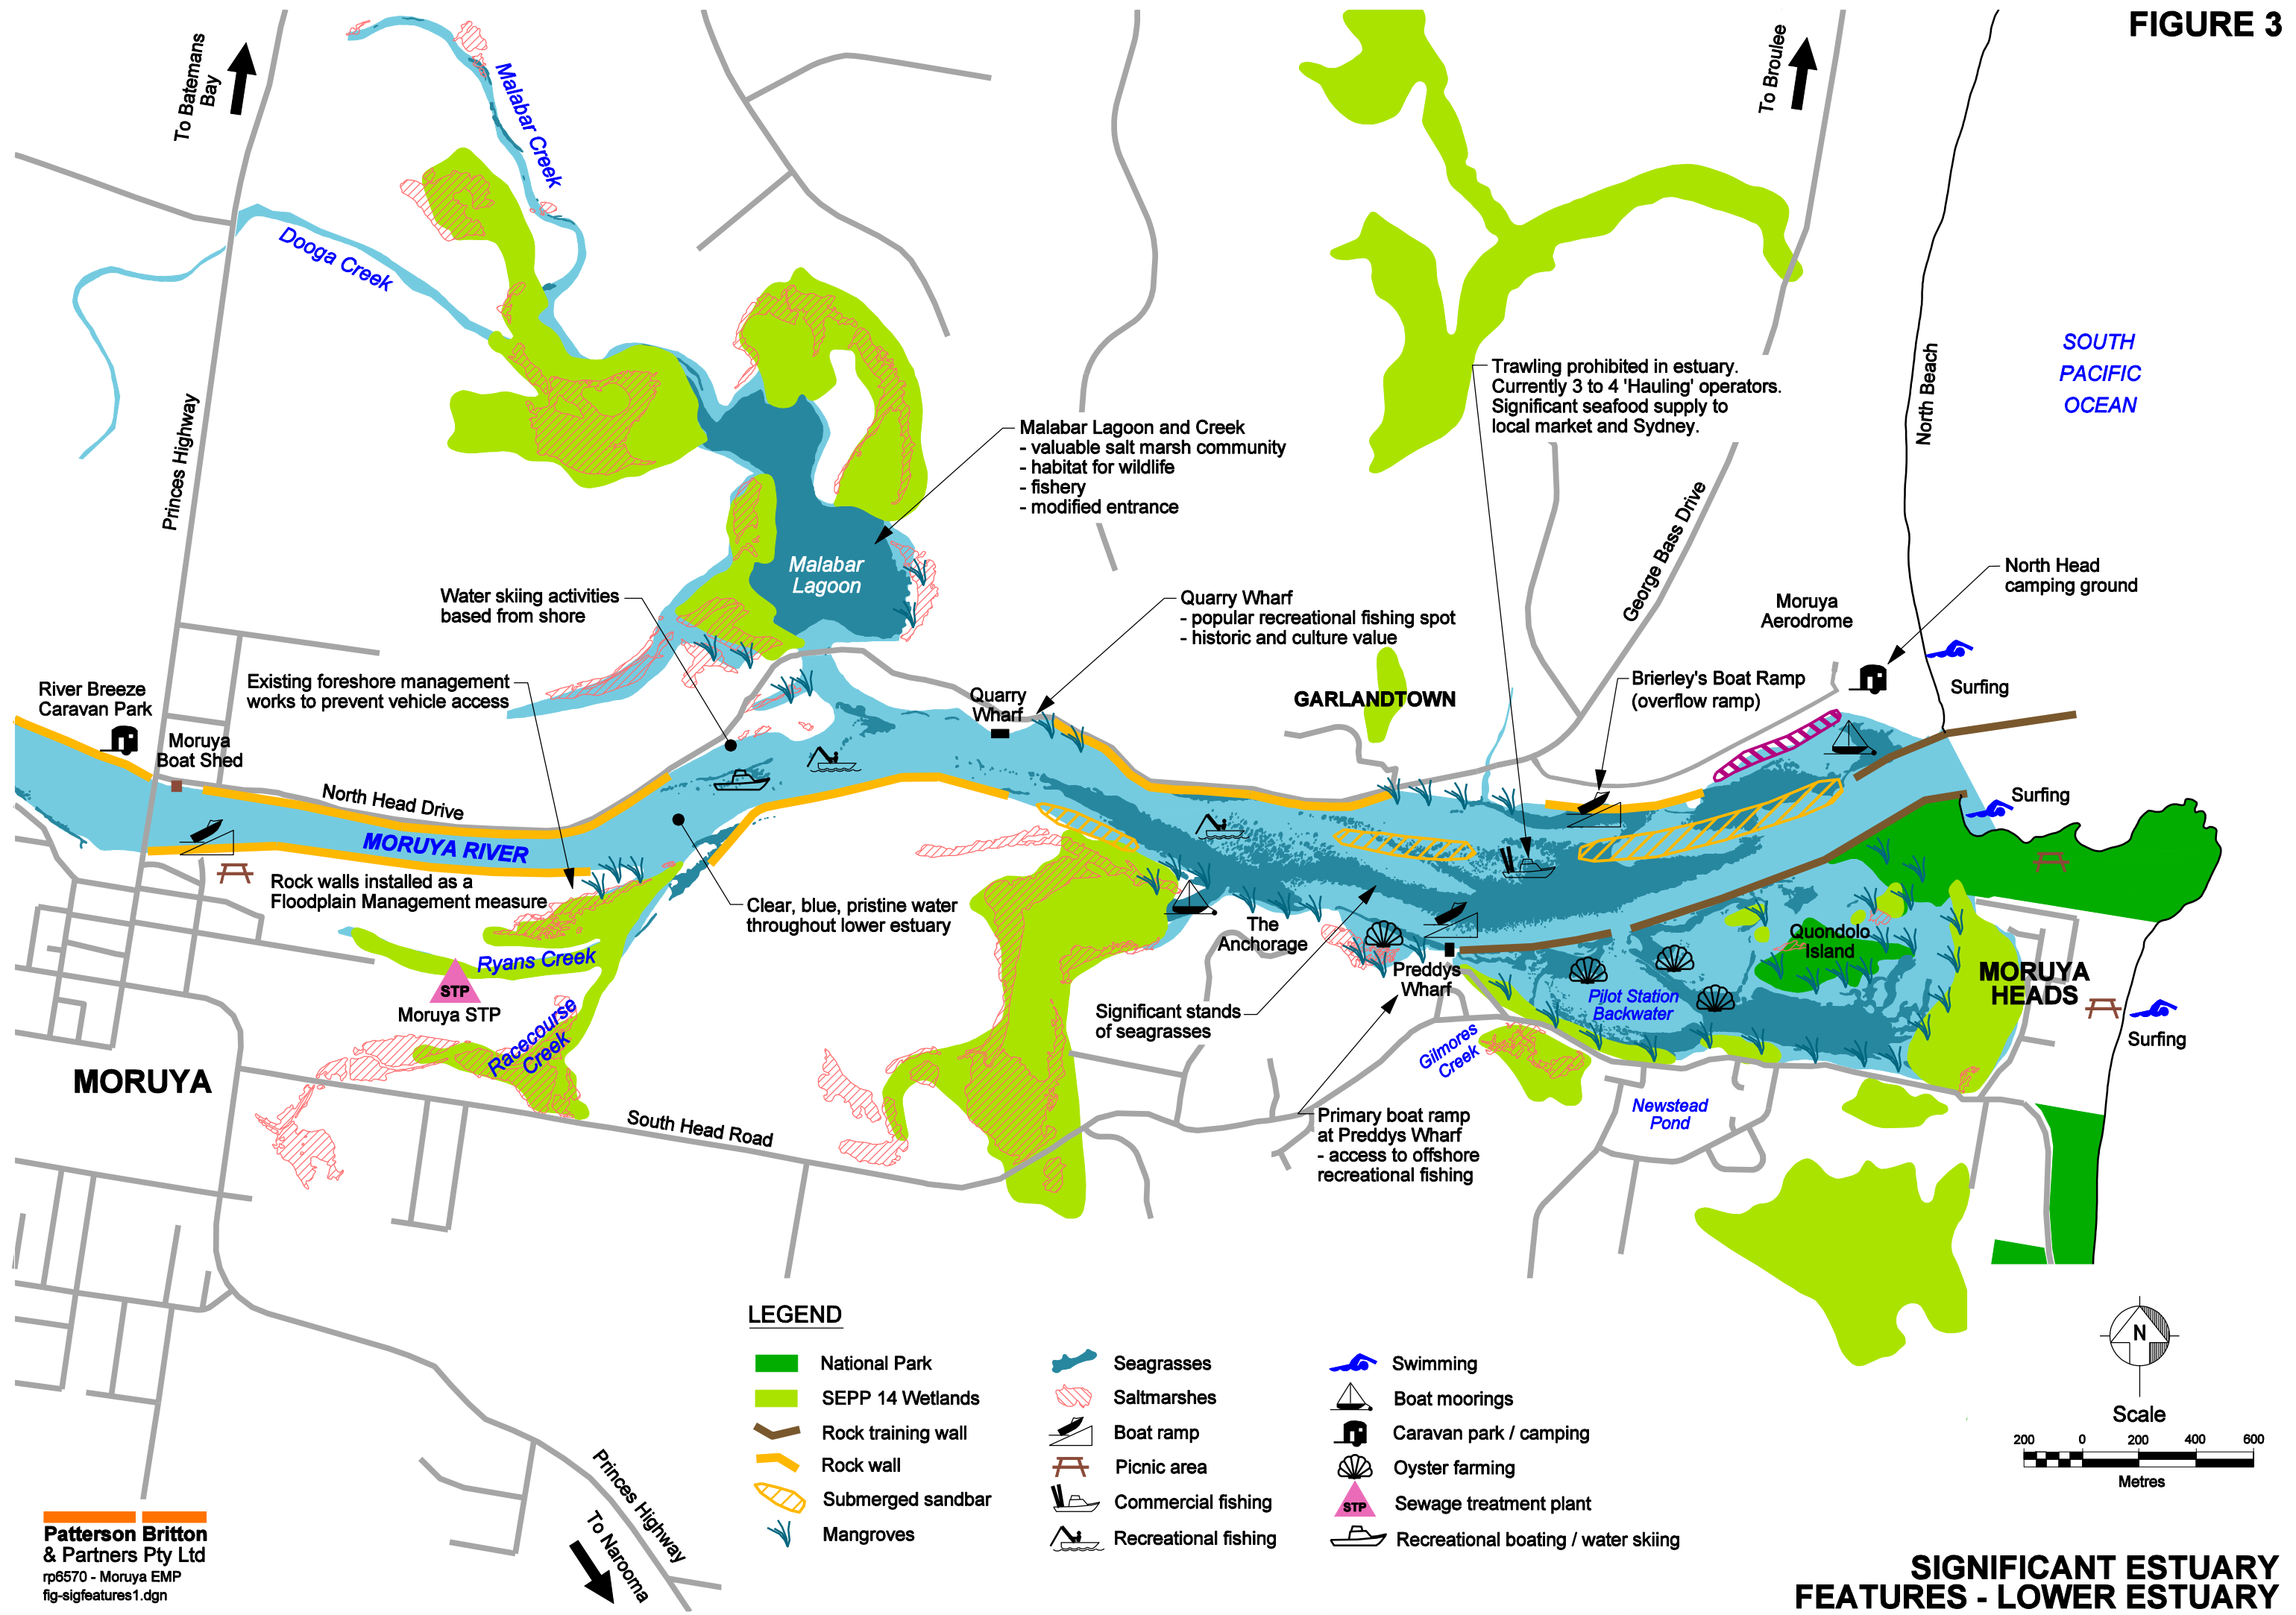 FIGURE 3
To Batemans
Bay
To Broulee
Malabar Creek
Dooga Creek
Princes Highway
North Beach
SOUTH
PACIFIC
OCEAN
Trawling prohibited in estuary.
Currently 3 to 4 'Hauling' operators.
Significant seafood supply to
local market and Sydney.
Malabar Lagoon and Creek
- valuable salt marsh community
- habitat for wildlife
- fishery
- modified entrance
George Bass Drive
Malabar
Lagoon
North Head
camping ground
Water skiing activities
based from shore
Quarry Wharf
- popular recreational fishing spot
- historic and culture value
Moruya
Aerodrome
Existing foreshore management
works to prevent vehicle access
River Breeze
Caravan Park
Quarry
Wharf
GARLANDTOWN
Brierley's Boat Ramp
(overflow ramp)
Surfing
Moruya
Boat Shed
North Head Drive
MORUYA RIVER
Surfing
Rock walls installed as a
Floodplain Management measure
Clear, blue, pristine water
throughout lower estuary
The
Anchorage
Quondolo
Island
Ryans Creek
STP
Moruya STP
Preddys
Wharf
MORUYA
HEADS
Pilot Station
Backwater
Significant stands
of seagrasses
Racecourse
Creek
Gilmores
Creek
Surfing
MORUYA
South Head Road
Newstead
Pond
Primary boat ramp
at Preddys Wharf
- access to offshore
recreational fishing
LEGEND
National Park
SEPP 14 Wetlands
Rock training wall
Rock wall
Submerged sandbar
Mangroves
Seagrasses
Saltmarshes
Boat ramp
Picnic area
Commercial fishing
Recreational fishing
Swimming
Boat moorings
Caravan park / camping
Oyster farming
STP
Sewage treatment plant
Recreational boating / water skiing
N
Scale
200 0 200 400 600
Metres
Princes Highway
To Narooma
Patterson Britton
& Partners Pty Ltd
rp6570 - Moruya EMP
fig-sigfeatures1.dgn
SIGNIFICANT ESTUARY
FEATURES - LOWER ESTUARY